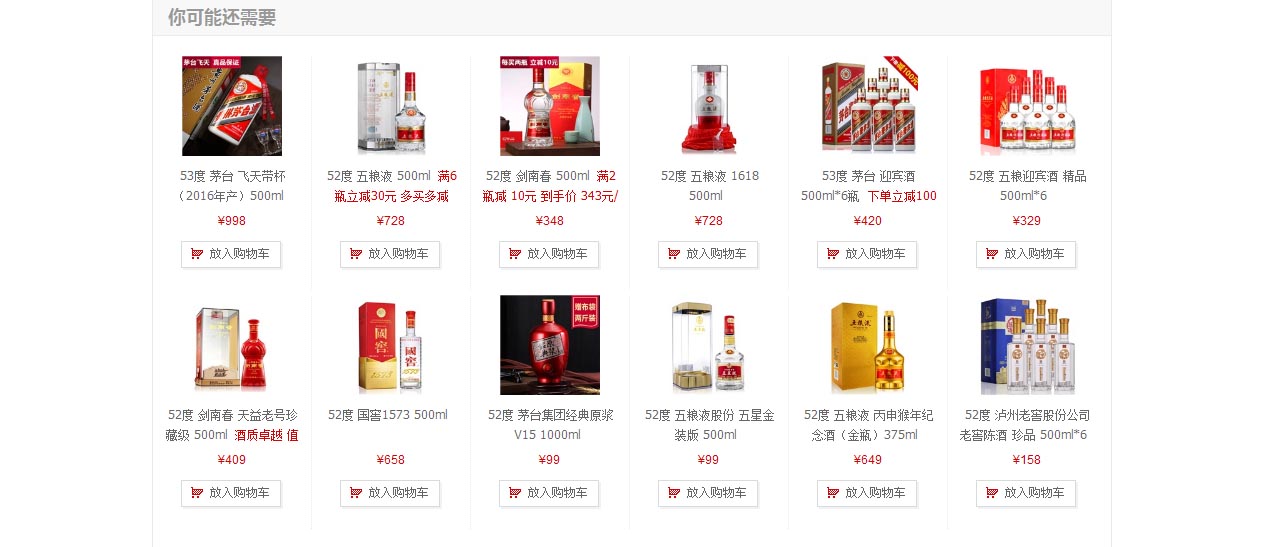 你可能还需要
茅台飞天 真品保证
每买两瓶 立减10元
下单减100元
53度 茅台 飞天带杯
（2016年产）500ml
¥998
放入购物车
52度 五粮液 500ml 满6
瓶立减30元 多买多减
¥728
放入购物车
52度 剑南春 500ml 满2
瓶减 10元 到手价 343元/
¥348
放入购物车
52度 五粮液 1618
500ml
¥728
放入购物车
53度 茅台 迎宾酒
500ml*6瓶 下单立减100
¥420
放入购物车
52度 五粮迎宾酒 精品
500ml*6
¥329
放入购物车
國窖
1573
赠布袋
两斤装
五粮液
52度 剑南春 天益老号珍
藏级 500ml 酒质卓越 值
¥409
放入购物车
52度 国窖1573 500ml
¥658
放入购物车
52度 茅台集团经典原浆
V15 1000ml
¥99
放入购物车
52度 五粮液股份 五星金
装版 500ml
¥99
放入购物车
52度 五粮液 丙申猴年纪
念酒（金瓶）375ml
¥649
放入购物车
52度 泸州老窖股份公司
老窖陈酒 珍品 500ml*6
¥158
放入购物车